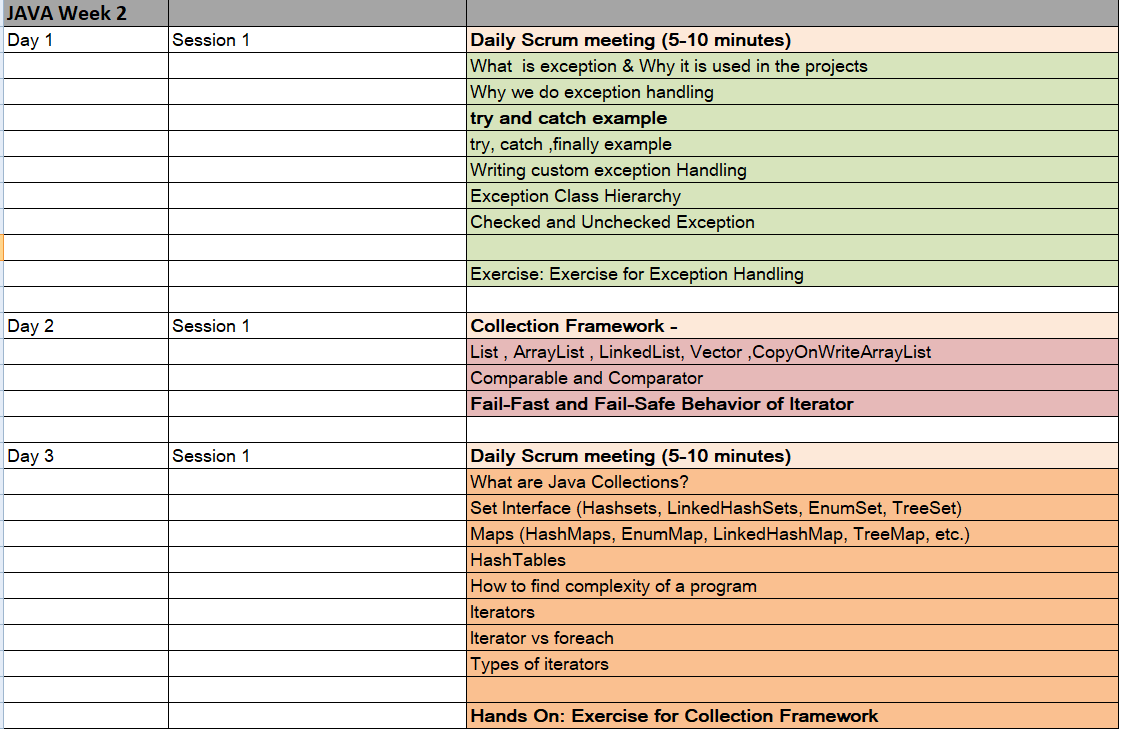 JAVA Week 2
Day 1 Session 1 Daily Scrum meeting (5-10 minutes)
What  is exception & Why it is used in the projects
Why we do exception handling
try and catch example
try, catch ,finally example
Writing custom exception Handling
Exception Class Hierarchy
Checked and Unchecked Exception
Exercise: Exercise for Exception Handling
Day 2 Session 1 Collection Framework -
List , ArrayList , LinkedList, Vector ,CopyOnWriteArrayList
Comparable and Comparator
Fail-Fast and Fail-Safe Behavior of Iterator
Day 3 Session 1 Daily Scrum meeting (5-10 minutes)
What are Java Collections?
Set Interface (Hashsets, LinkedHashSets, EnumSet, TreeSet)
Maps (HashMaps, EnumMap, LinkedHashMap, TreeMap, etc.)
HashTables
How to find complexity of a program
Iterators
Iterator vs foreach
Types of iterators
Hands On: Exercise for Collection Framework